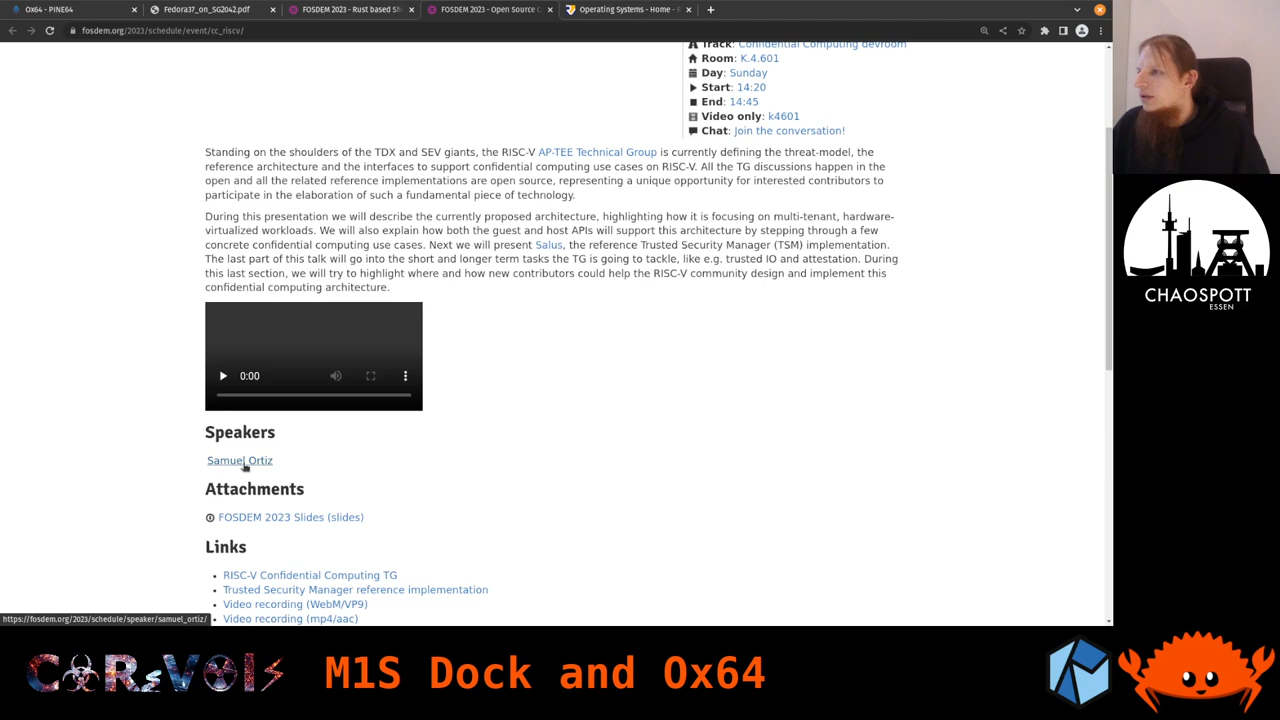 Ox64 - PINE64
Fedora37_on_SG2042.pdf
FOSDEM 2023 - Rust based Sh
FOSDEM 2023 - Open Source C
Operating Systems - Home - R
fosdem.org/2023/schedule/event/cc_riscv/
Track: Confidential Computing devroom
Room: K.4.601
Day: Sunday
Start: 14:20
End: 14:45
Video only: k4601
Chat: Join the conversation!
Standing on the shoulders of the TDX and SEV giants, the RISC-V AP-TEE Technical Group is currently defining the threat-model, the
reference architecture and the interfaces to support confidential computing use cases on RISC-V. All the TG discussions happen in the
open and all the related reference implementations are open source, representing a unique opportunity for interested contributors to
participate in the elaboration of such a fundamental piece of technology.
During this presentation we will describe the currently proposed architecture, highlighting how it is focusing on multi-tenant, hardware-
virtualized workloads. We will also explain how both the guest and host APIs will support this architecture by stepping through a few
concrete confidential computing use cases. Next we will present Salus, the reference Trusted Security Manager (TSM) implementation.
The last part of this talk will go into the short and longer term tasks the TG is going to tackle, like e.g. trusted IO and attestation. During
this last section, we will try to highlight where and how new contributors could help the RISC-V community design and implement this
confidential computing architecture.
0:00
Speakers
Samuel Ortiz
Attachments
FOSDEM 2023 Slides (slides)
Links
RISC-V Confidential Computing TG
Trusted Security Manager reference implementation
Video recording (WebM/VP9)
Video recording (mp4/aac)
https://fosdem.org/2023/schedule/speaker/samuel_ortiz/
CHAOSPOTT
ESSEN
M1S Dock and Ox64